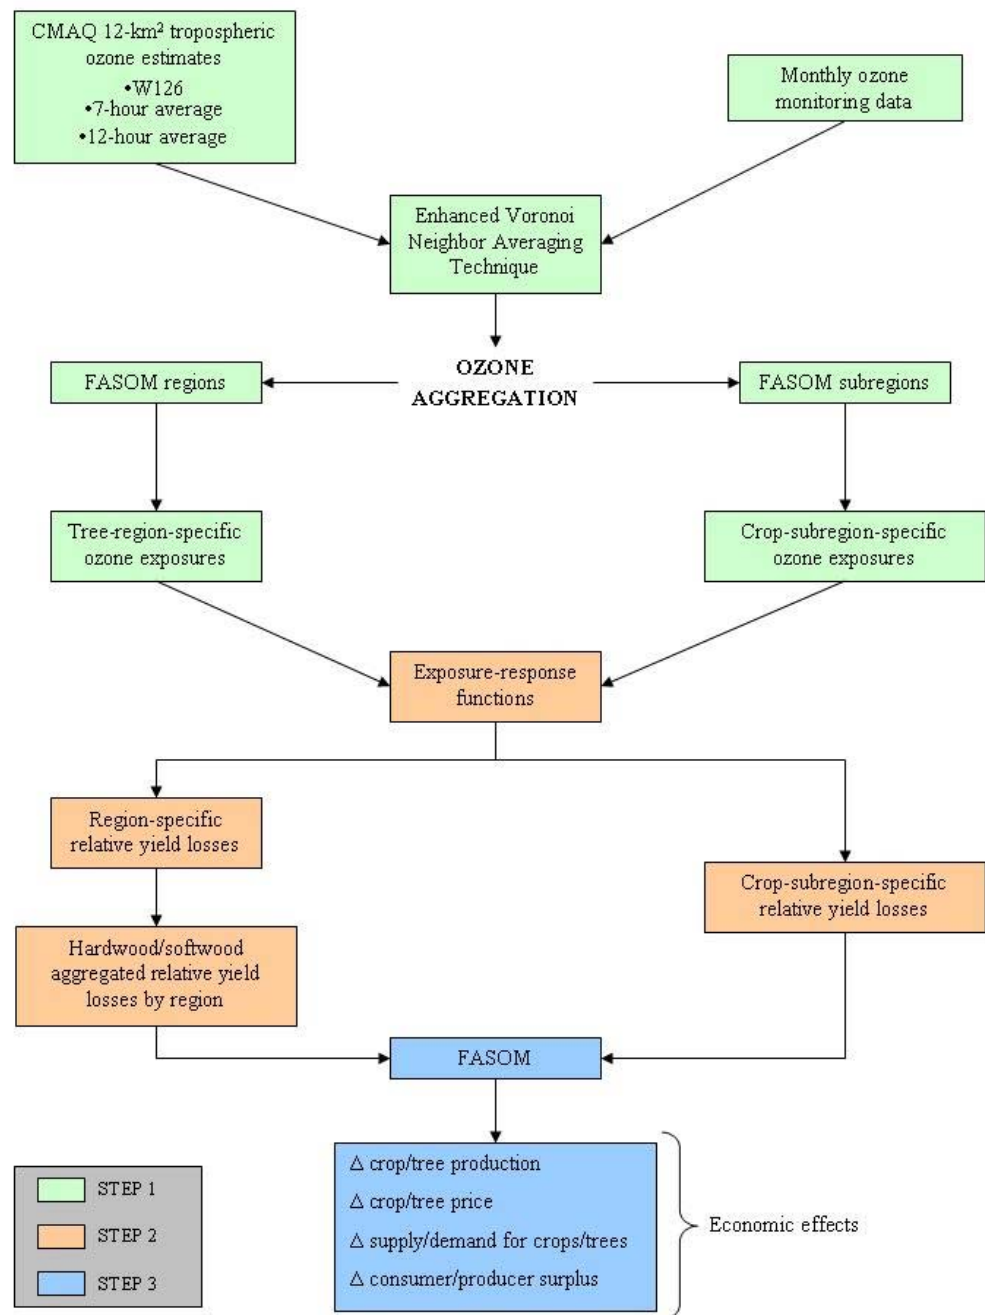 CMAQ 12-km² tropospheric
ozone estimates
•W126
•7-hour average
•12-hour average
Monthly ozone
monitoring data
Enhanced Voronoi
Neighbor Averaging
Technique
OZONE
AGGREGATION
FASOM regions
FASOM subregions
Tree-region-specific
ozone exposures
Crop-subregion-specific
ozone exposures
Exposure-response
functions
Region-specific
relative yield losses
Crop-subregion-specific
relative yield losses
Hardwood/softwood
aggregated relative yield
losses by region
FASOM
Δ crop/tree production
Δ crop/tree price
Δ supply/demand for crops/trees
Δ consumer/producer surplus
Economic effects
STEP 1
STEP 2
STEP 3